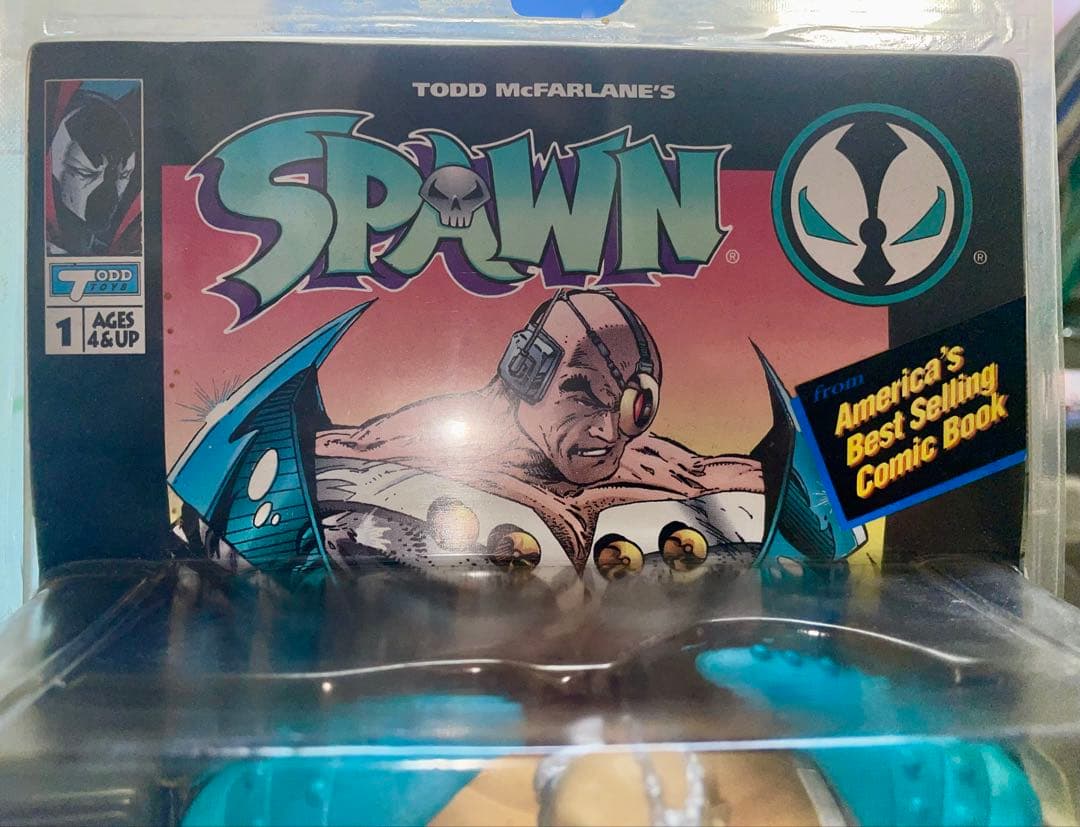 TODD McFARLANE'S
SPAWN®
®
TODD
TOYS
1
AGES
4&UP
from
America's
Best Selling
Comic Book